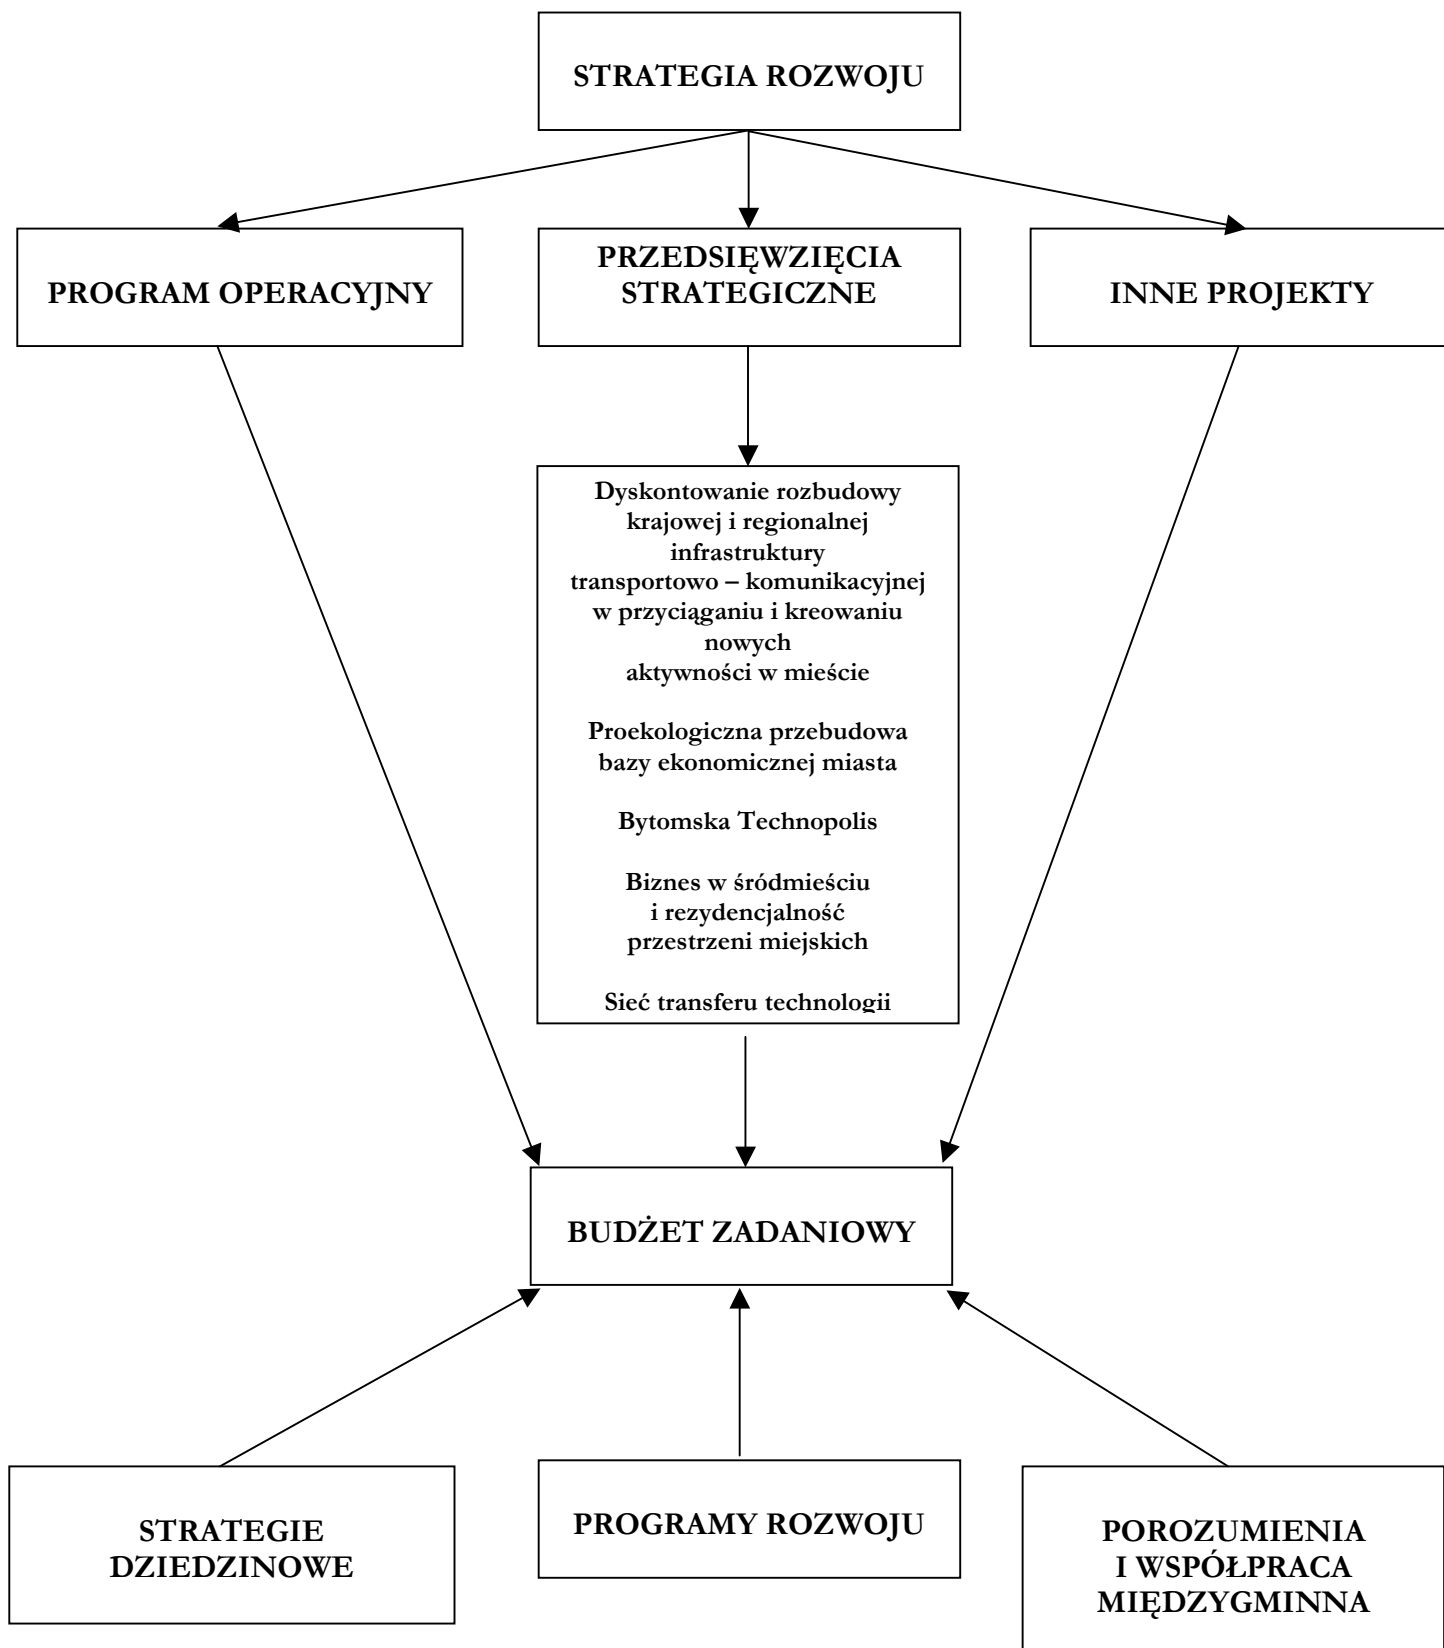 STRATEGIA ROZWOJU
PROGRAM OPERACYJNY
PRZEDSIĘWZIĘCIA
STRATEGICZNE
INNE PROJEKTY
Dyskontowanie rozbudowy
krajowej i regionalnej
infrastruktury
transportowo – komunikacyjnej
w przyciąganiu i kreowaniu
nowych
aktywności w mieście
Proekologiczna przebudowa
bazy ekonomicznej miasta
Bytomska Technopolis
Biznes w śródmieściu
i rezydencjalność
przestrzeni miejskich
Sieć transferu technologii
BUDŻET ZADANIOWY
STRATEGIE
DZIEDZINOWE
PROGRAMY ROZWOJU
POROZUMIENIA
I WSPÓŁPRACA
MIĘDZYGMINNA